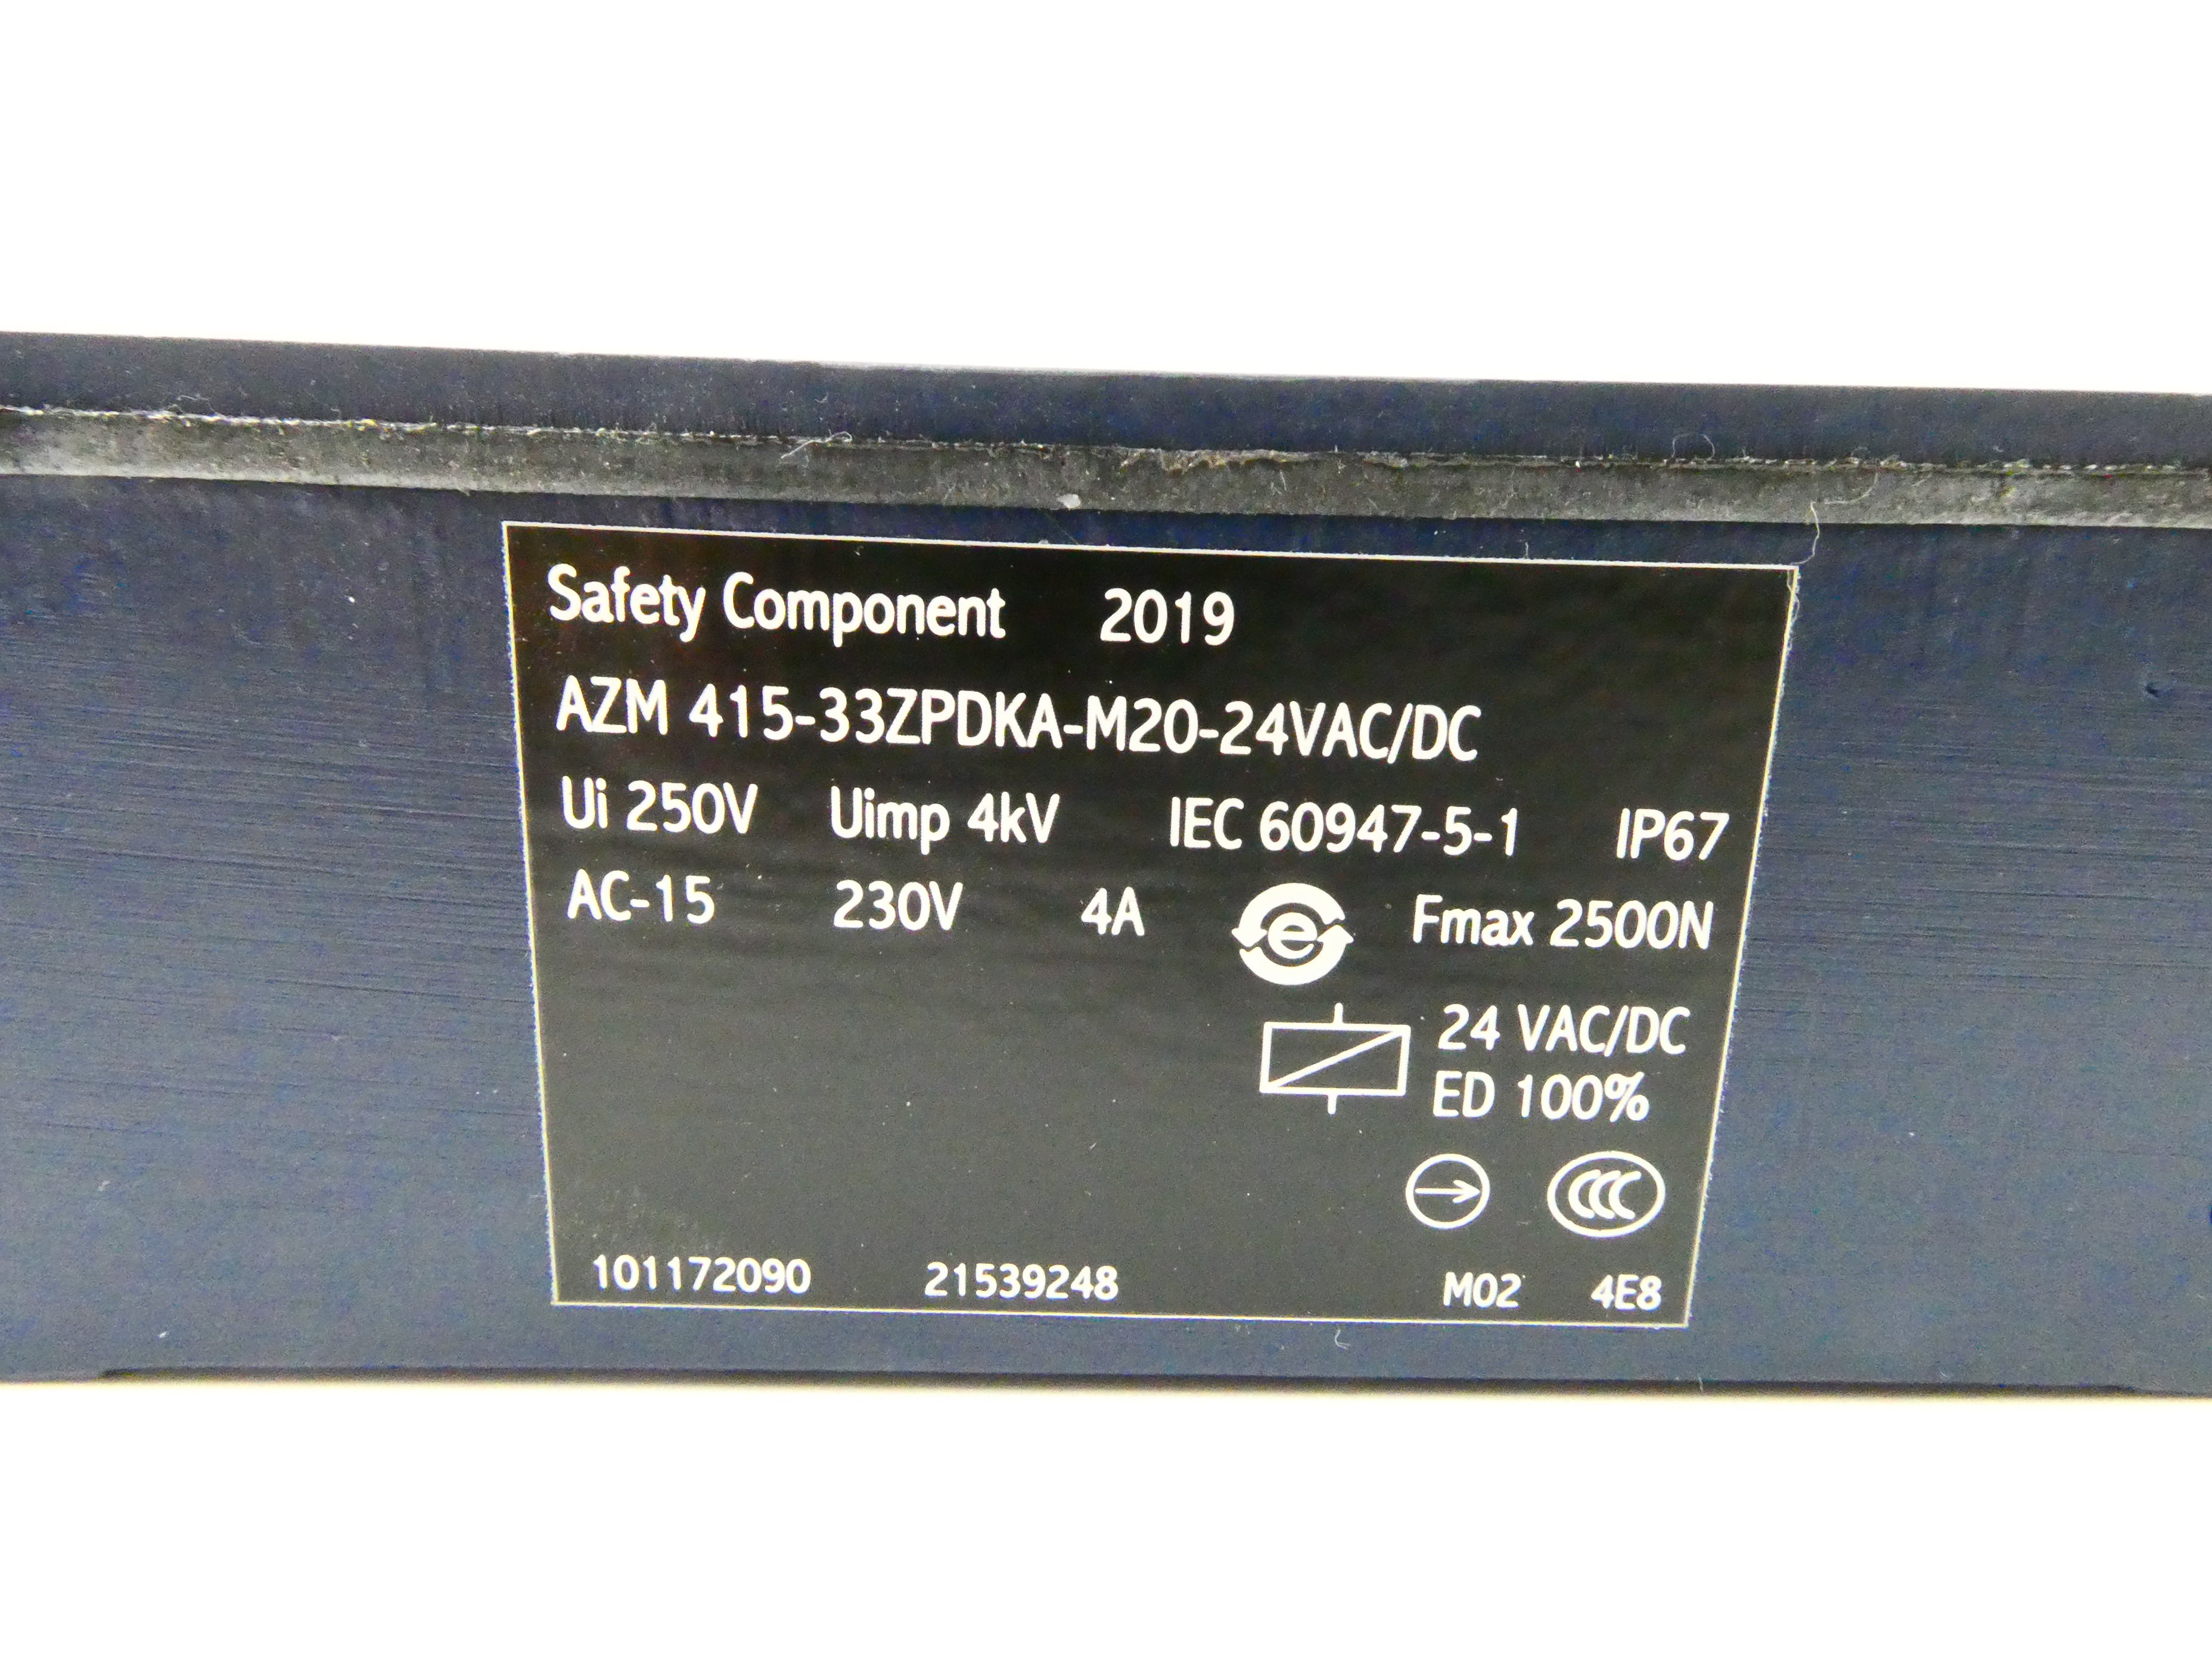 Safety Component 2019
AZM 415-33ZPDKA-M20-24VAC/DC
Ui 250V Uimp 4kV IEC 60947-5-1 IP67
AC-15 230V 4A e Fmax 2500N
24 VAC/DC
ED 100%
CCC
101172090 21539248 M02 4E8